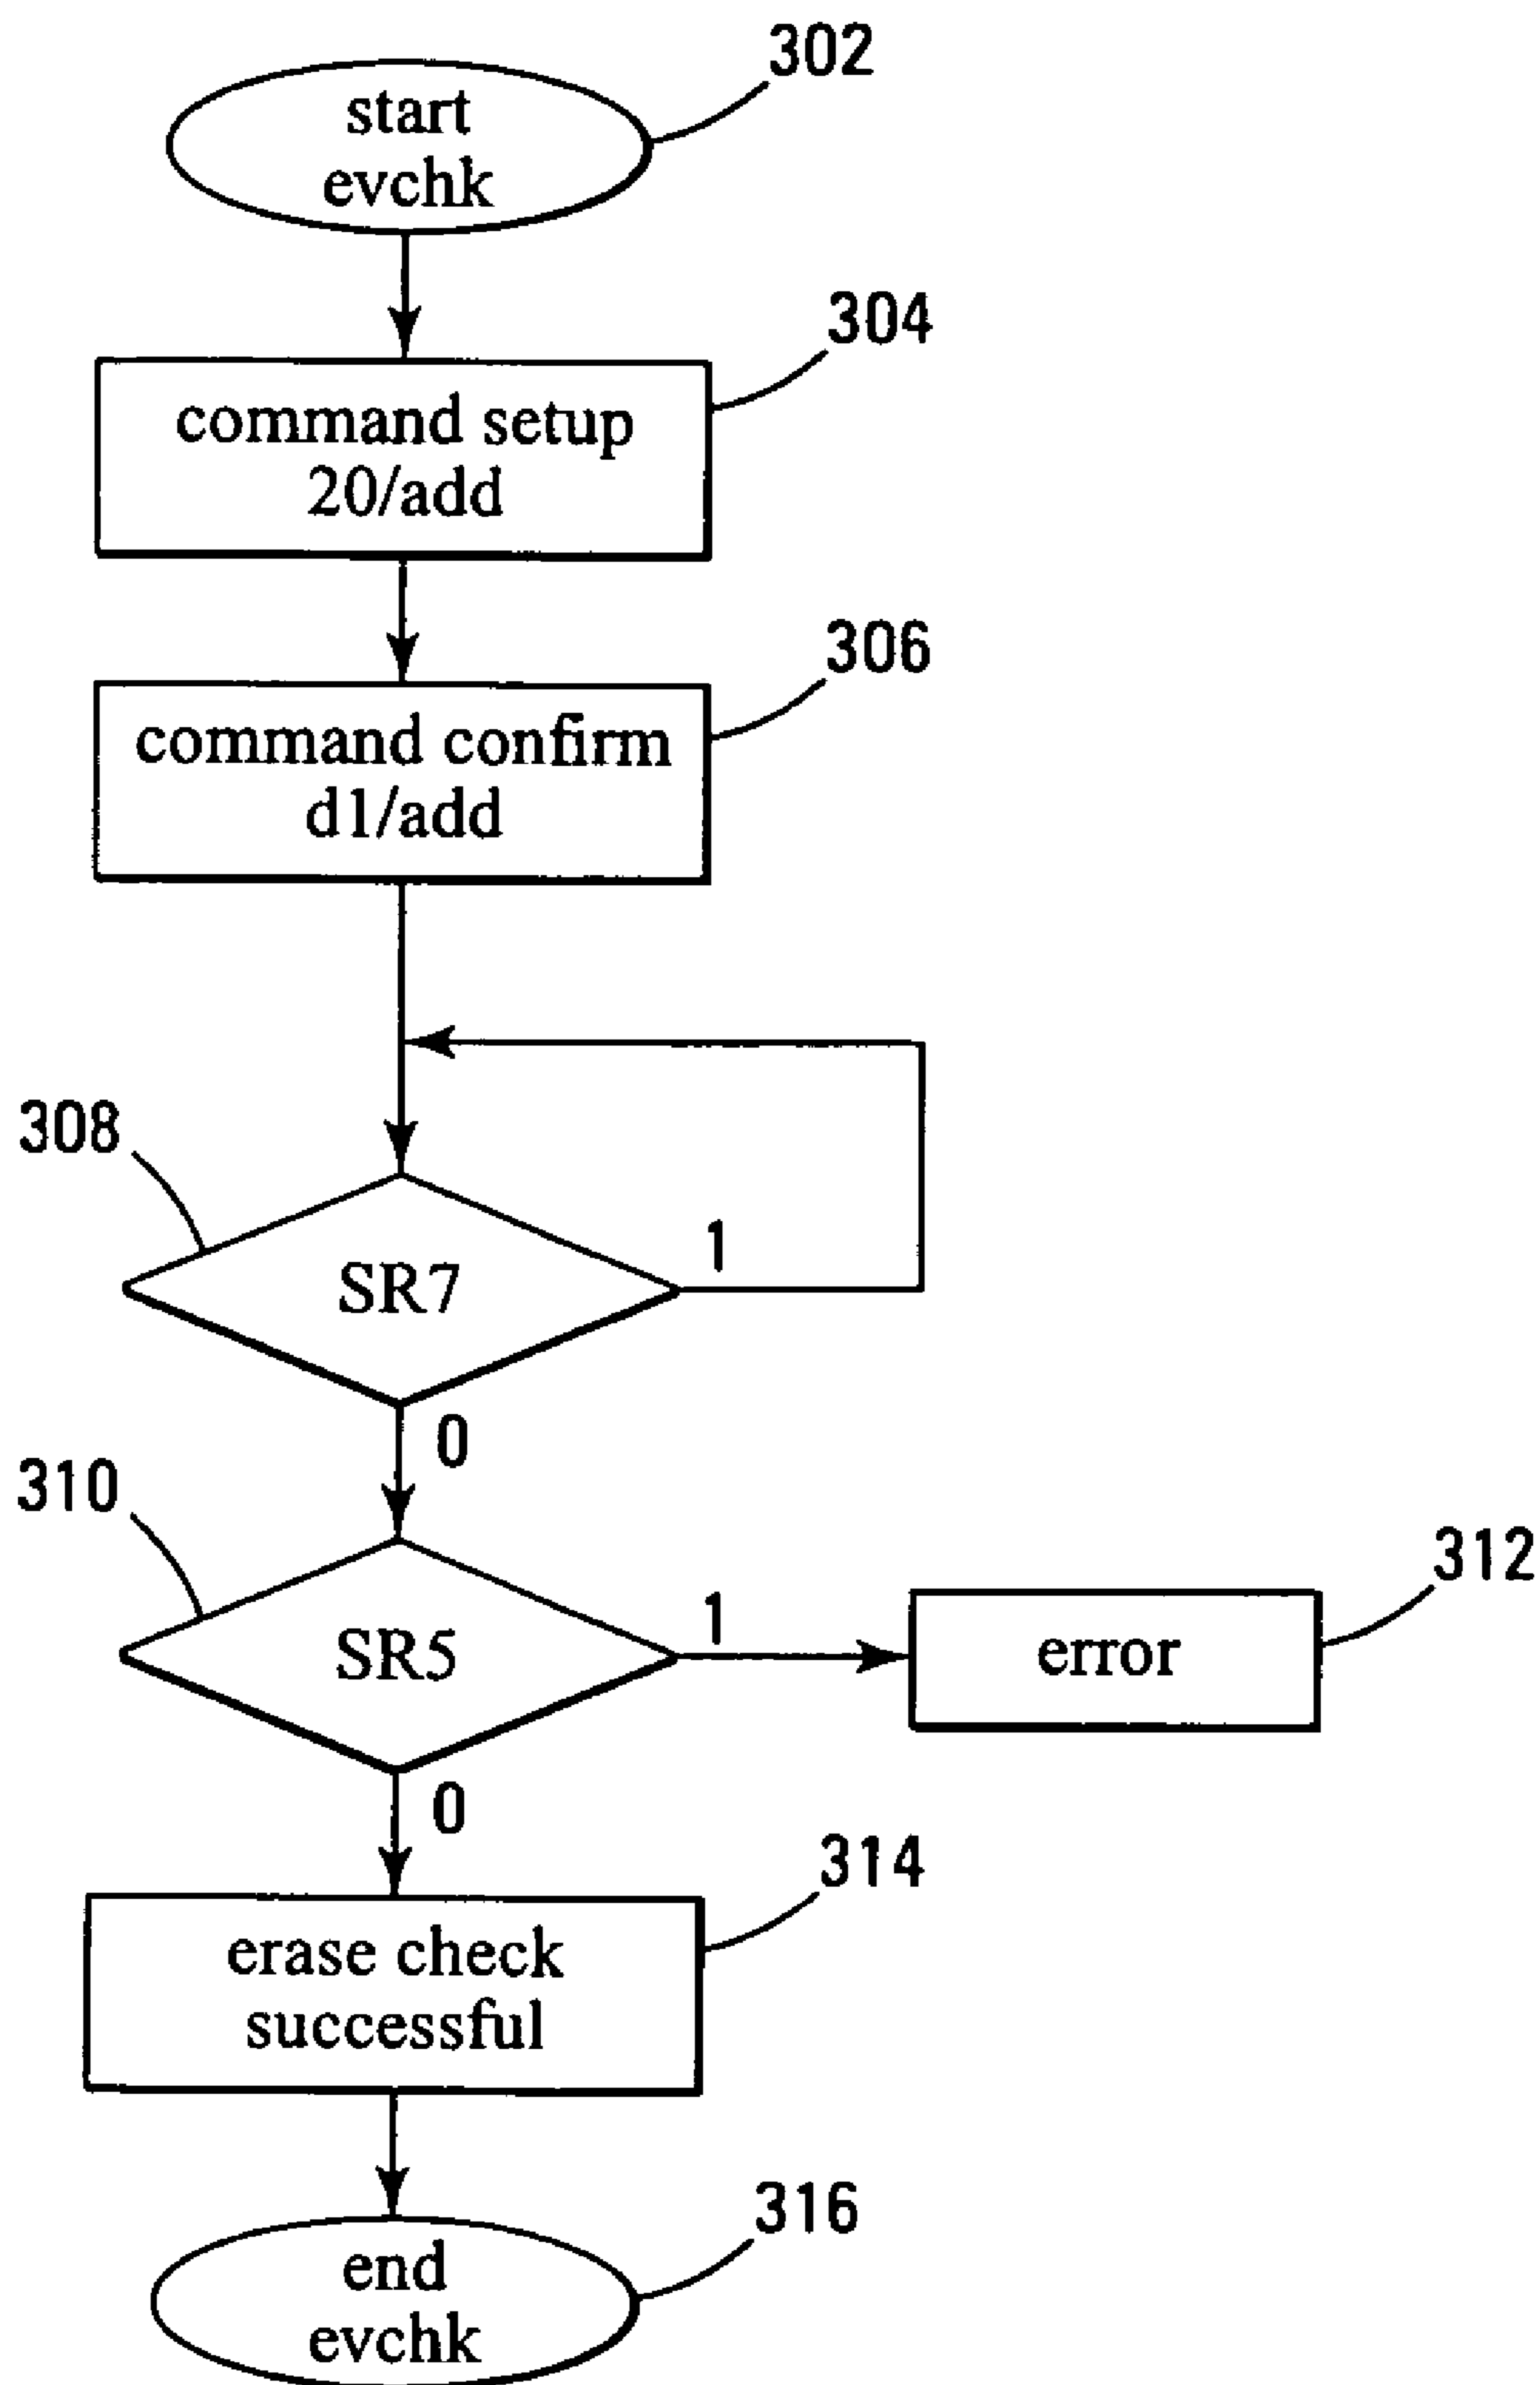 302
start
evchk
304
command setup
20/add
306
command confirm
d1/add
308
SR7
1
0
310
SR5
1
312
error
0
314
erase check
successful
316
end
evchk